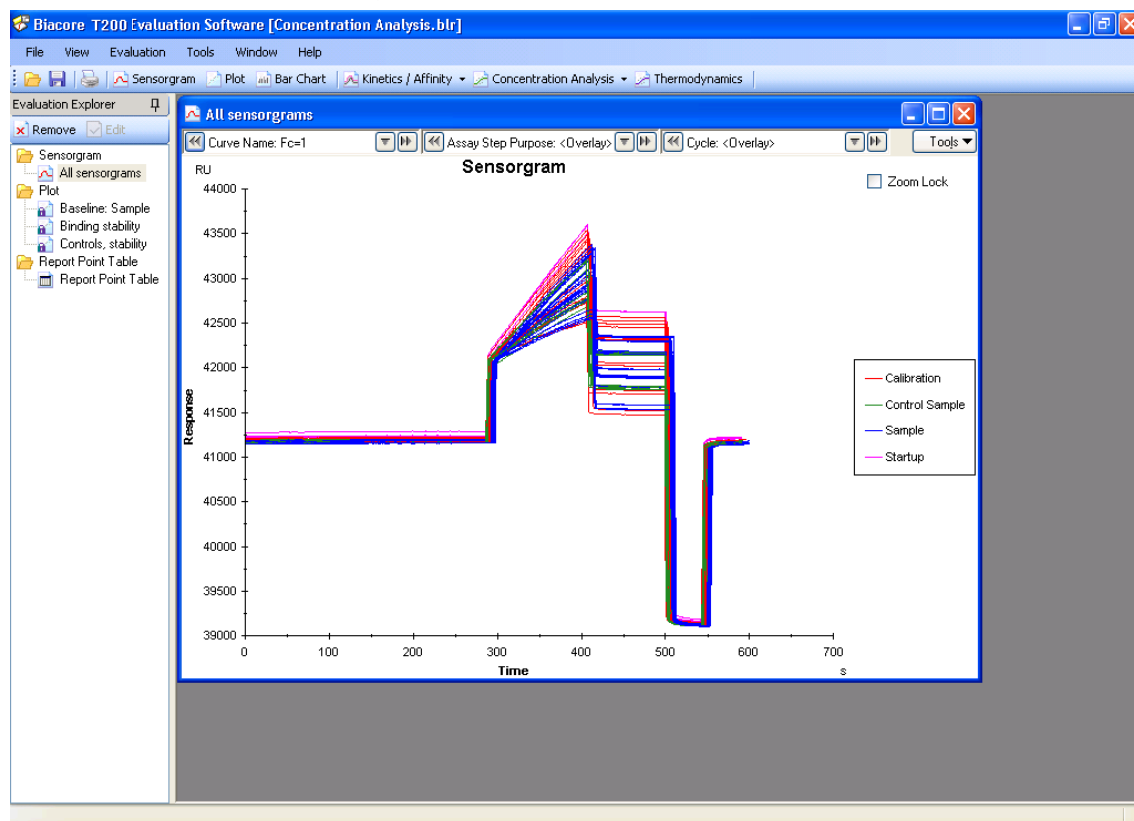 Biacore T200 Evaluation Software [Concentration Analysis.blr]
File View Evaluation Tools Window Help
Sensorgram Plot Bar Chart Kinetics / Affinity Concentration Analysis Thermodynamics
Evaluation Explorer
Remove Edit
Sensorgram
All sensorgrams
Plot
Baseline: Sample
Binding stability
Controls, stability
Report Point Table
Report Point Table
All sensorgrams
Curve Name: Fc=1 Assay Step Purpose: <Overlay> Cycle: <Overlay> Tools
Sensorgram
Zoom Lock
RU
44000
43500
43000
42500
42000
41500
41000
40500
40000
39500
39000
Response
0 100 200 300 400 500 600 700
Time
s
Calibration
Control Sample
Sample
Startup